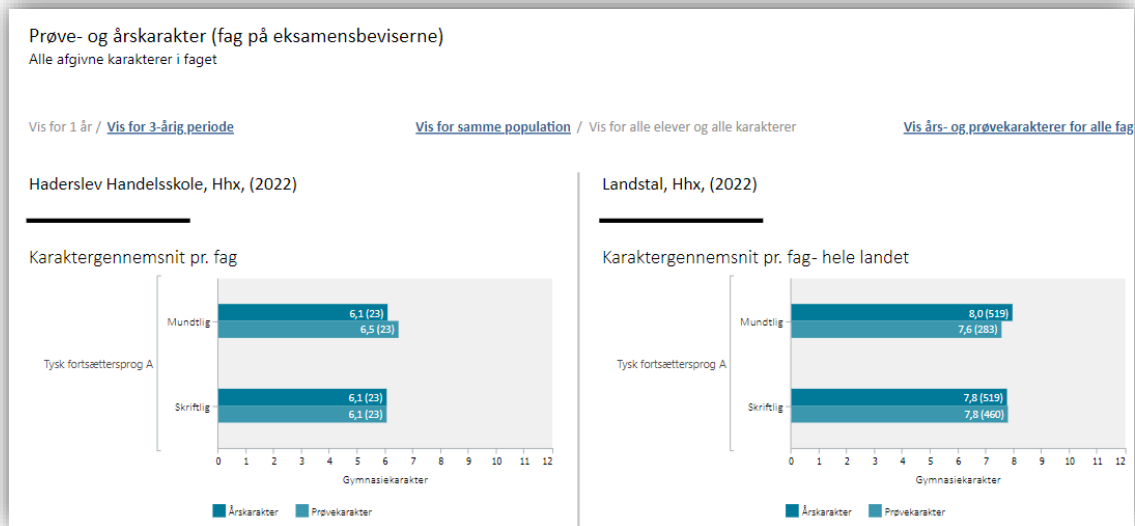 Prøve- og årskarakter (fag på eksamensbeviserne)
Alle afgivne karakterer i faget
Vis for 1 år / Vis for 3-årig periode
Vis for samme population / Vis for alle elever og alle karakterer
Vis års- og prøvekarakterer for alle fag
Haderslev Handelsskole, Hhx, (2022)
Karaktergennemsnit pr. fag
Tysk fortsættersprog A
Mundtlig
6,1 (23)
6,5 (23)
Skriftlig
6,1 (23)
6,1 (23)
0 1 2 3 4 5 6 7 8 9 10 11 12
Gymnasiekarakter
Årskarakter Prøvekarakter
Landstal, Hhx, (2022)
Karaktergennemsnit pr. fag- hele landet
Tysk fortsættersprog A
Mundtlig
8,0 (519)
7,6 (283)
Skriftlig
7,8 (519)
7,8 (460)
0 1 2 3 4 5 6 7 8 9 10 11 12
Gymnasiekarakter
Årskarakter Prøvekarakter